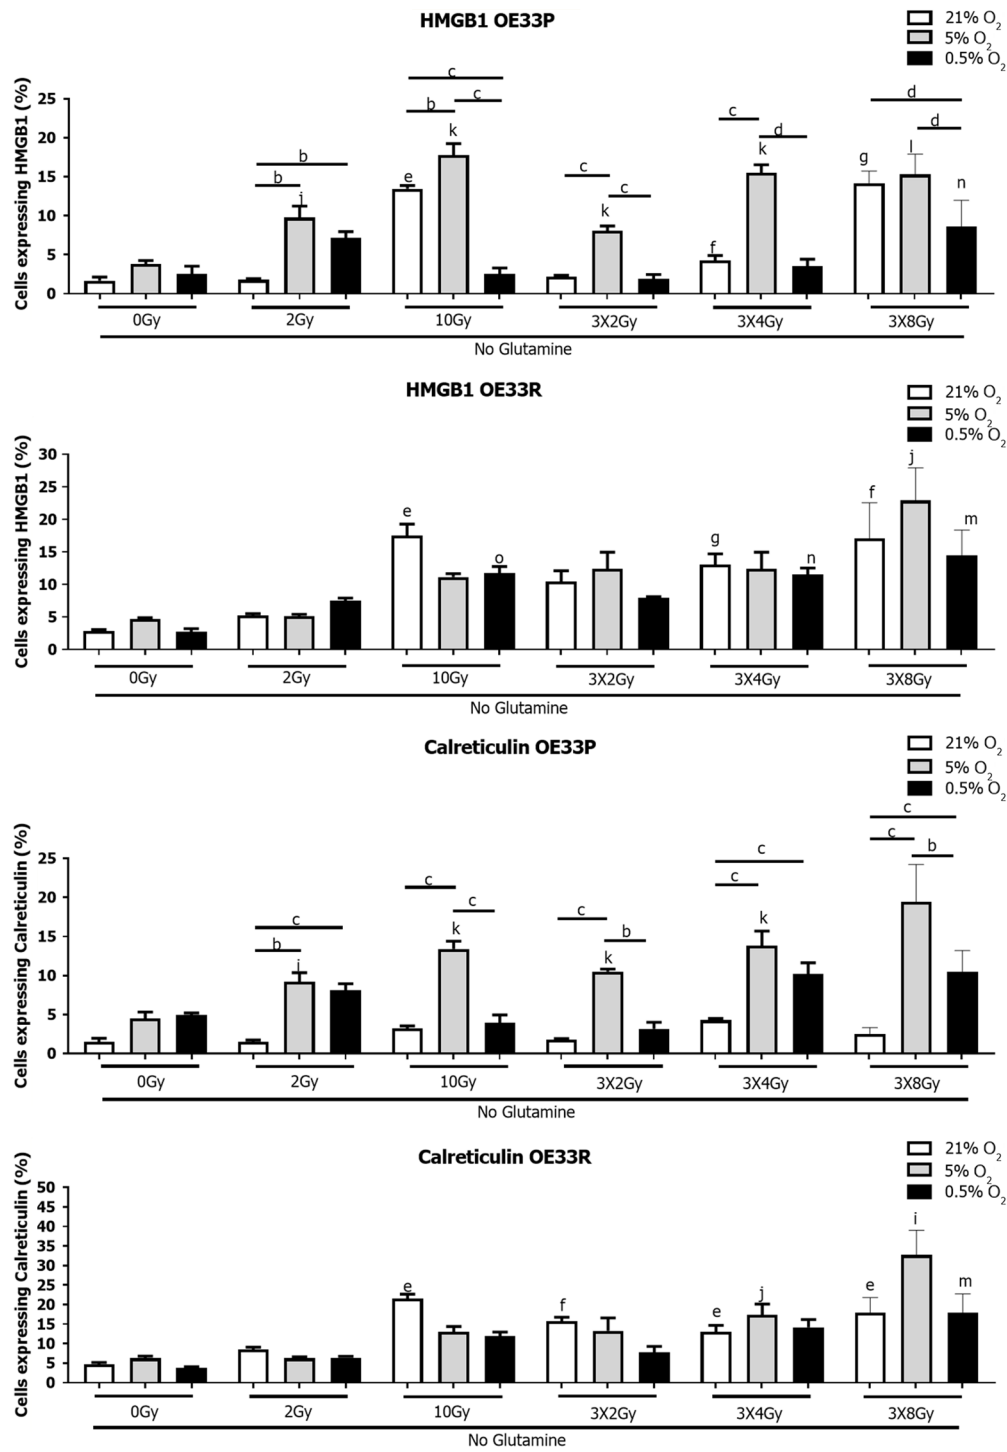 HMGB1 OE33P
21% O2
5% O2
0.5% O2
Cells expressing HMGB1 (%)
25
20
15
10
5
0
c
b c
k
e
b
b
j
c
c
k
c
d
k
f
d
d
g
l
n
0Gy 2Gy 10Gy 3X2Gy 3X4Gy 3X8Gy
No Glutamine
HMGB1 OE33R
21% O2
5% O2
0.5% O2
Cells expressing HMGB1 (%)
30
25
20
15
10
5
0
e
o
g
n
f
j
m
0Gy 2Gy 10Gy 3X2Gy 3X4Gy 3X8Gy
No Glutamine
Calreticulin OE33P
21% O2
5% O2
0.5% O2
Cells expressing Calreticulin (%)
25
20
15
10
5
0
c
b
c
c
k
c
b
k
c
c
k
c
c
b
0Gy 2Gy 10Gy 3X2Gy 3X4Gy 3X8Gy
No Glutamine
Calreticulin OE33R
21% O2
5% O2
0.5% O2
Cells expressing Calreticulin (%)
50
45
40
35
30
25
20
15
10
5
0
e
f
e
j
e
i
m
0Gy 2Gy 10Gy 3X2Gy 3X4Gy 3X8Gy
No Glutamine